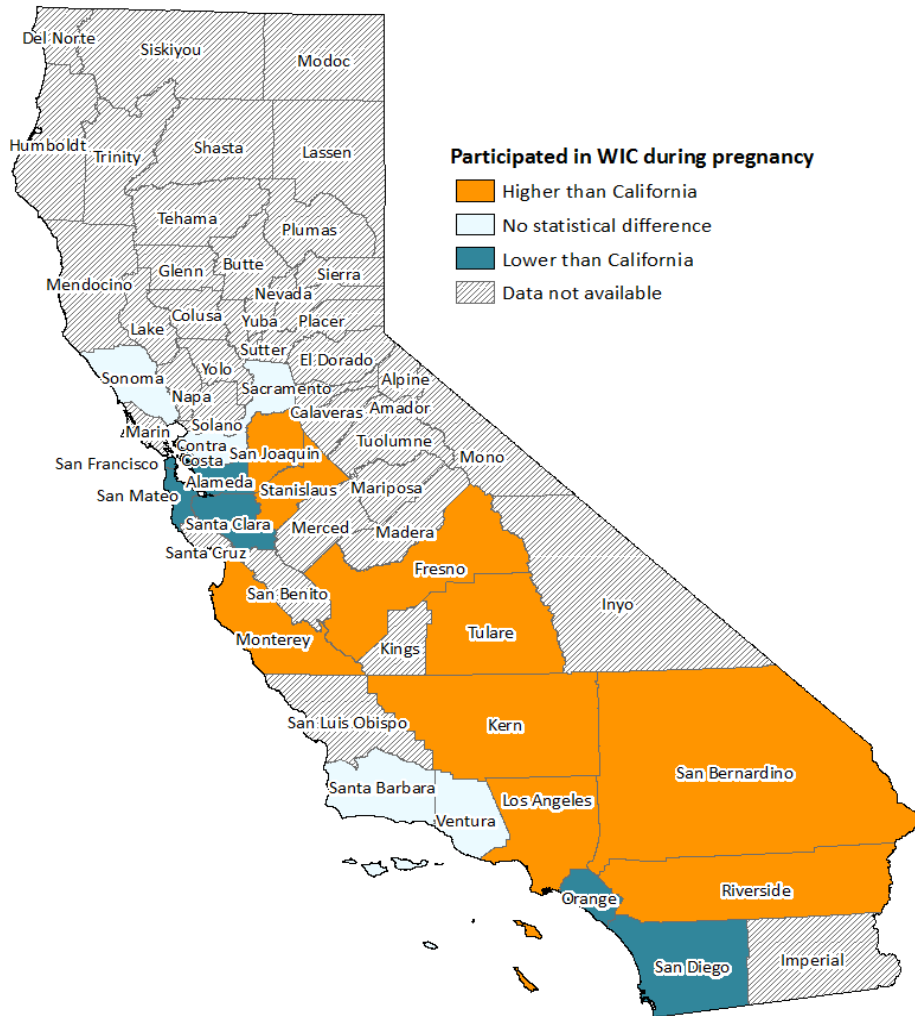 Del Norte
Siskiyou
Modoc
Humboldt
Trinity
Shasta
Lassen
Participated in WIC during pregnancy
Higher than California
No statistical difference
Lower than California
Data not available
Tehama
Plumas
Mendocino
Glenn
Butte
Sierra
Nevada
Lake
Colusa
Yuba
Placer
Sutter
El Dorado
Sonoma
Yolo
Sacramento
Alpine
Napa
Calaveras
Amador
Solano
Marin
Tuolumne
Contra
Costa
San Joaquin
Mono
San Francisco
Alameda
Stanislaus
Mariposa
San Mateo
Santa Clara
Merced
Madera
Santa Cruz
Fresno
San Benito
Inyo
Monterey
Kings
Tulare
San Luis Obispo
Kern
San Bernardino
Santa Barbara
Los Angeles
Ventura
Orange
Riverside
San Diego
Imperial